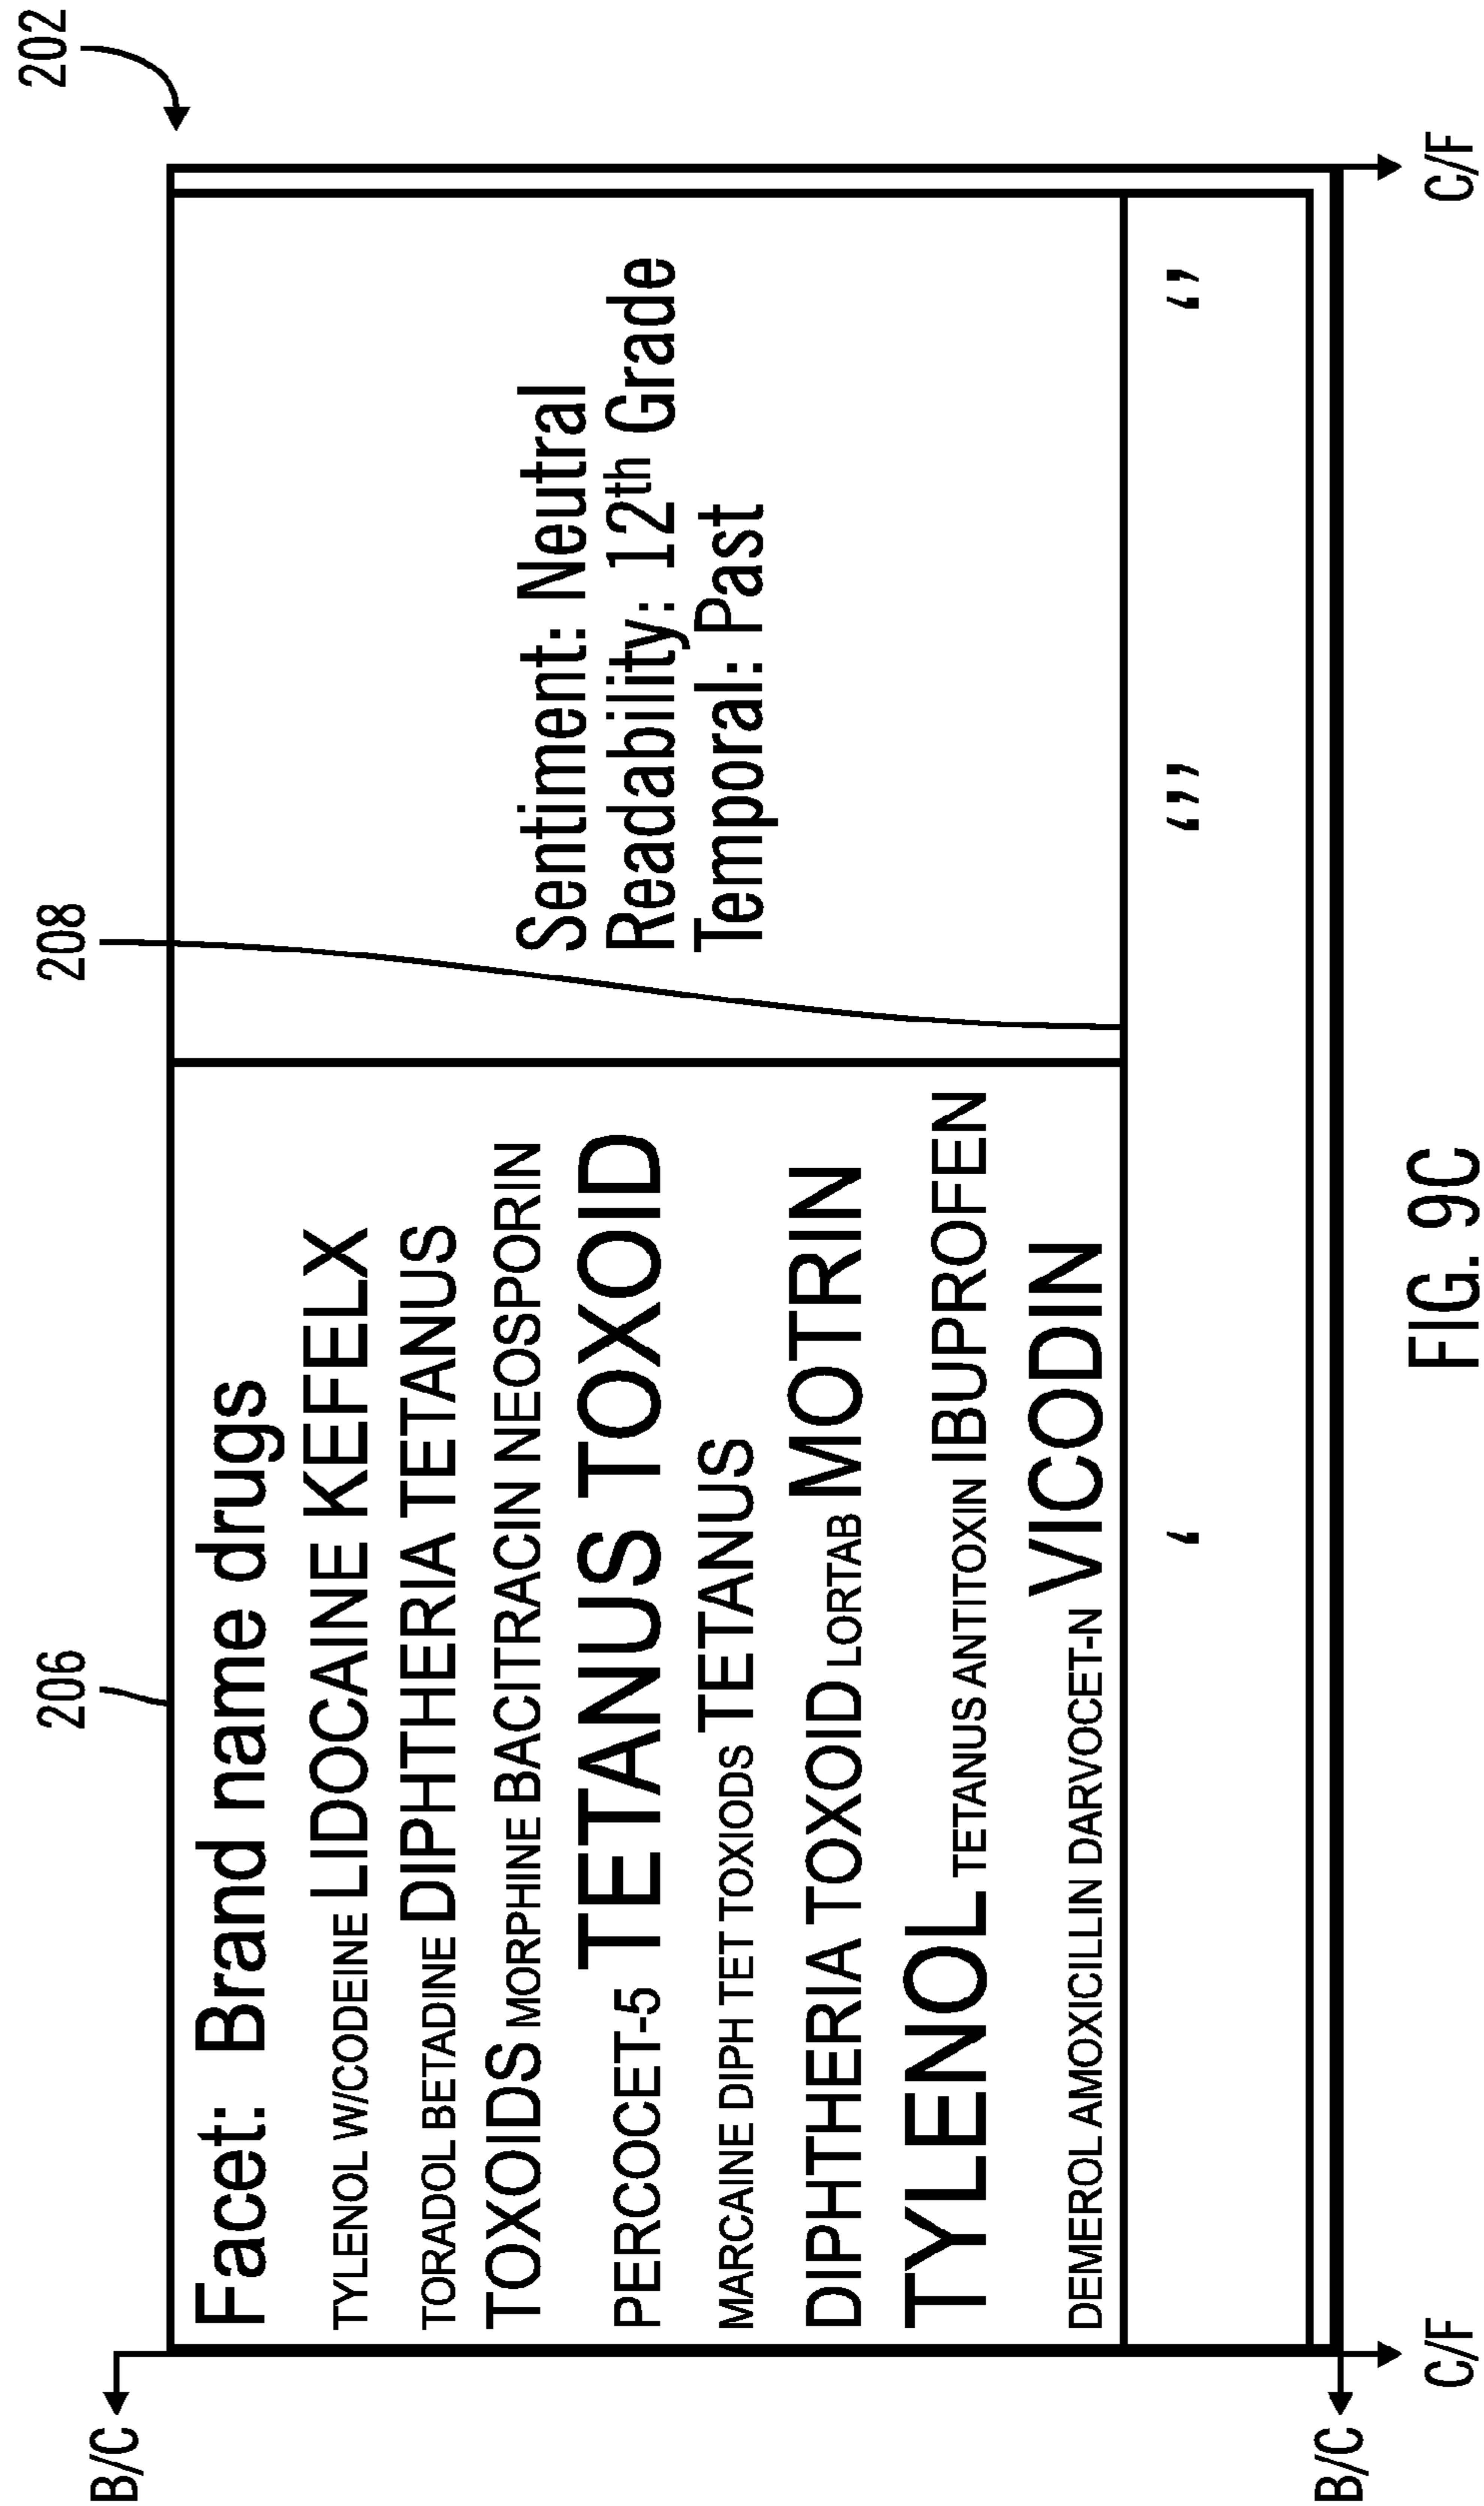 202
206
208
Facet: Brand name drugs
TYLENOL W/CODEINE LIDOCAINE KEFELX
TORADOL BETADINE DIPHTHERIA TETANUS
TOXOIDS MORPHINE BACITRACIN NEOSPORIN
PERCOCET-5 TETANUS TOXOID
MARCAINE DIPH TET TOXIODS TETANUS
DIPHTHERIA TOXOID LORTAB MOTRIN
TYLENOL TETANUS ANTITOXIN IBUPROFEN
DEMEROL AMOXICILLIN DARVOCET-N VICODIN
Sentiment: Neutral
Readability: 12th Grade
Temporal: Past
‘ ‘’’ ‘’
B/C
B/C
C/F
C/F
FIG. 9C